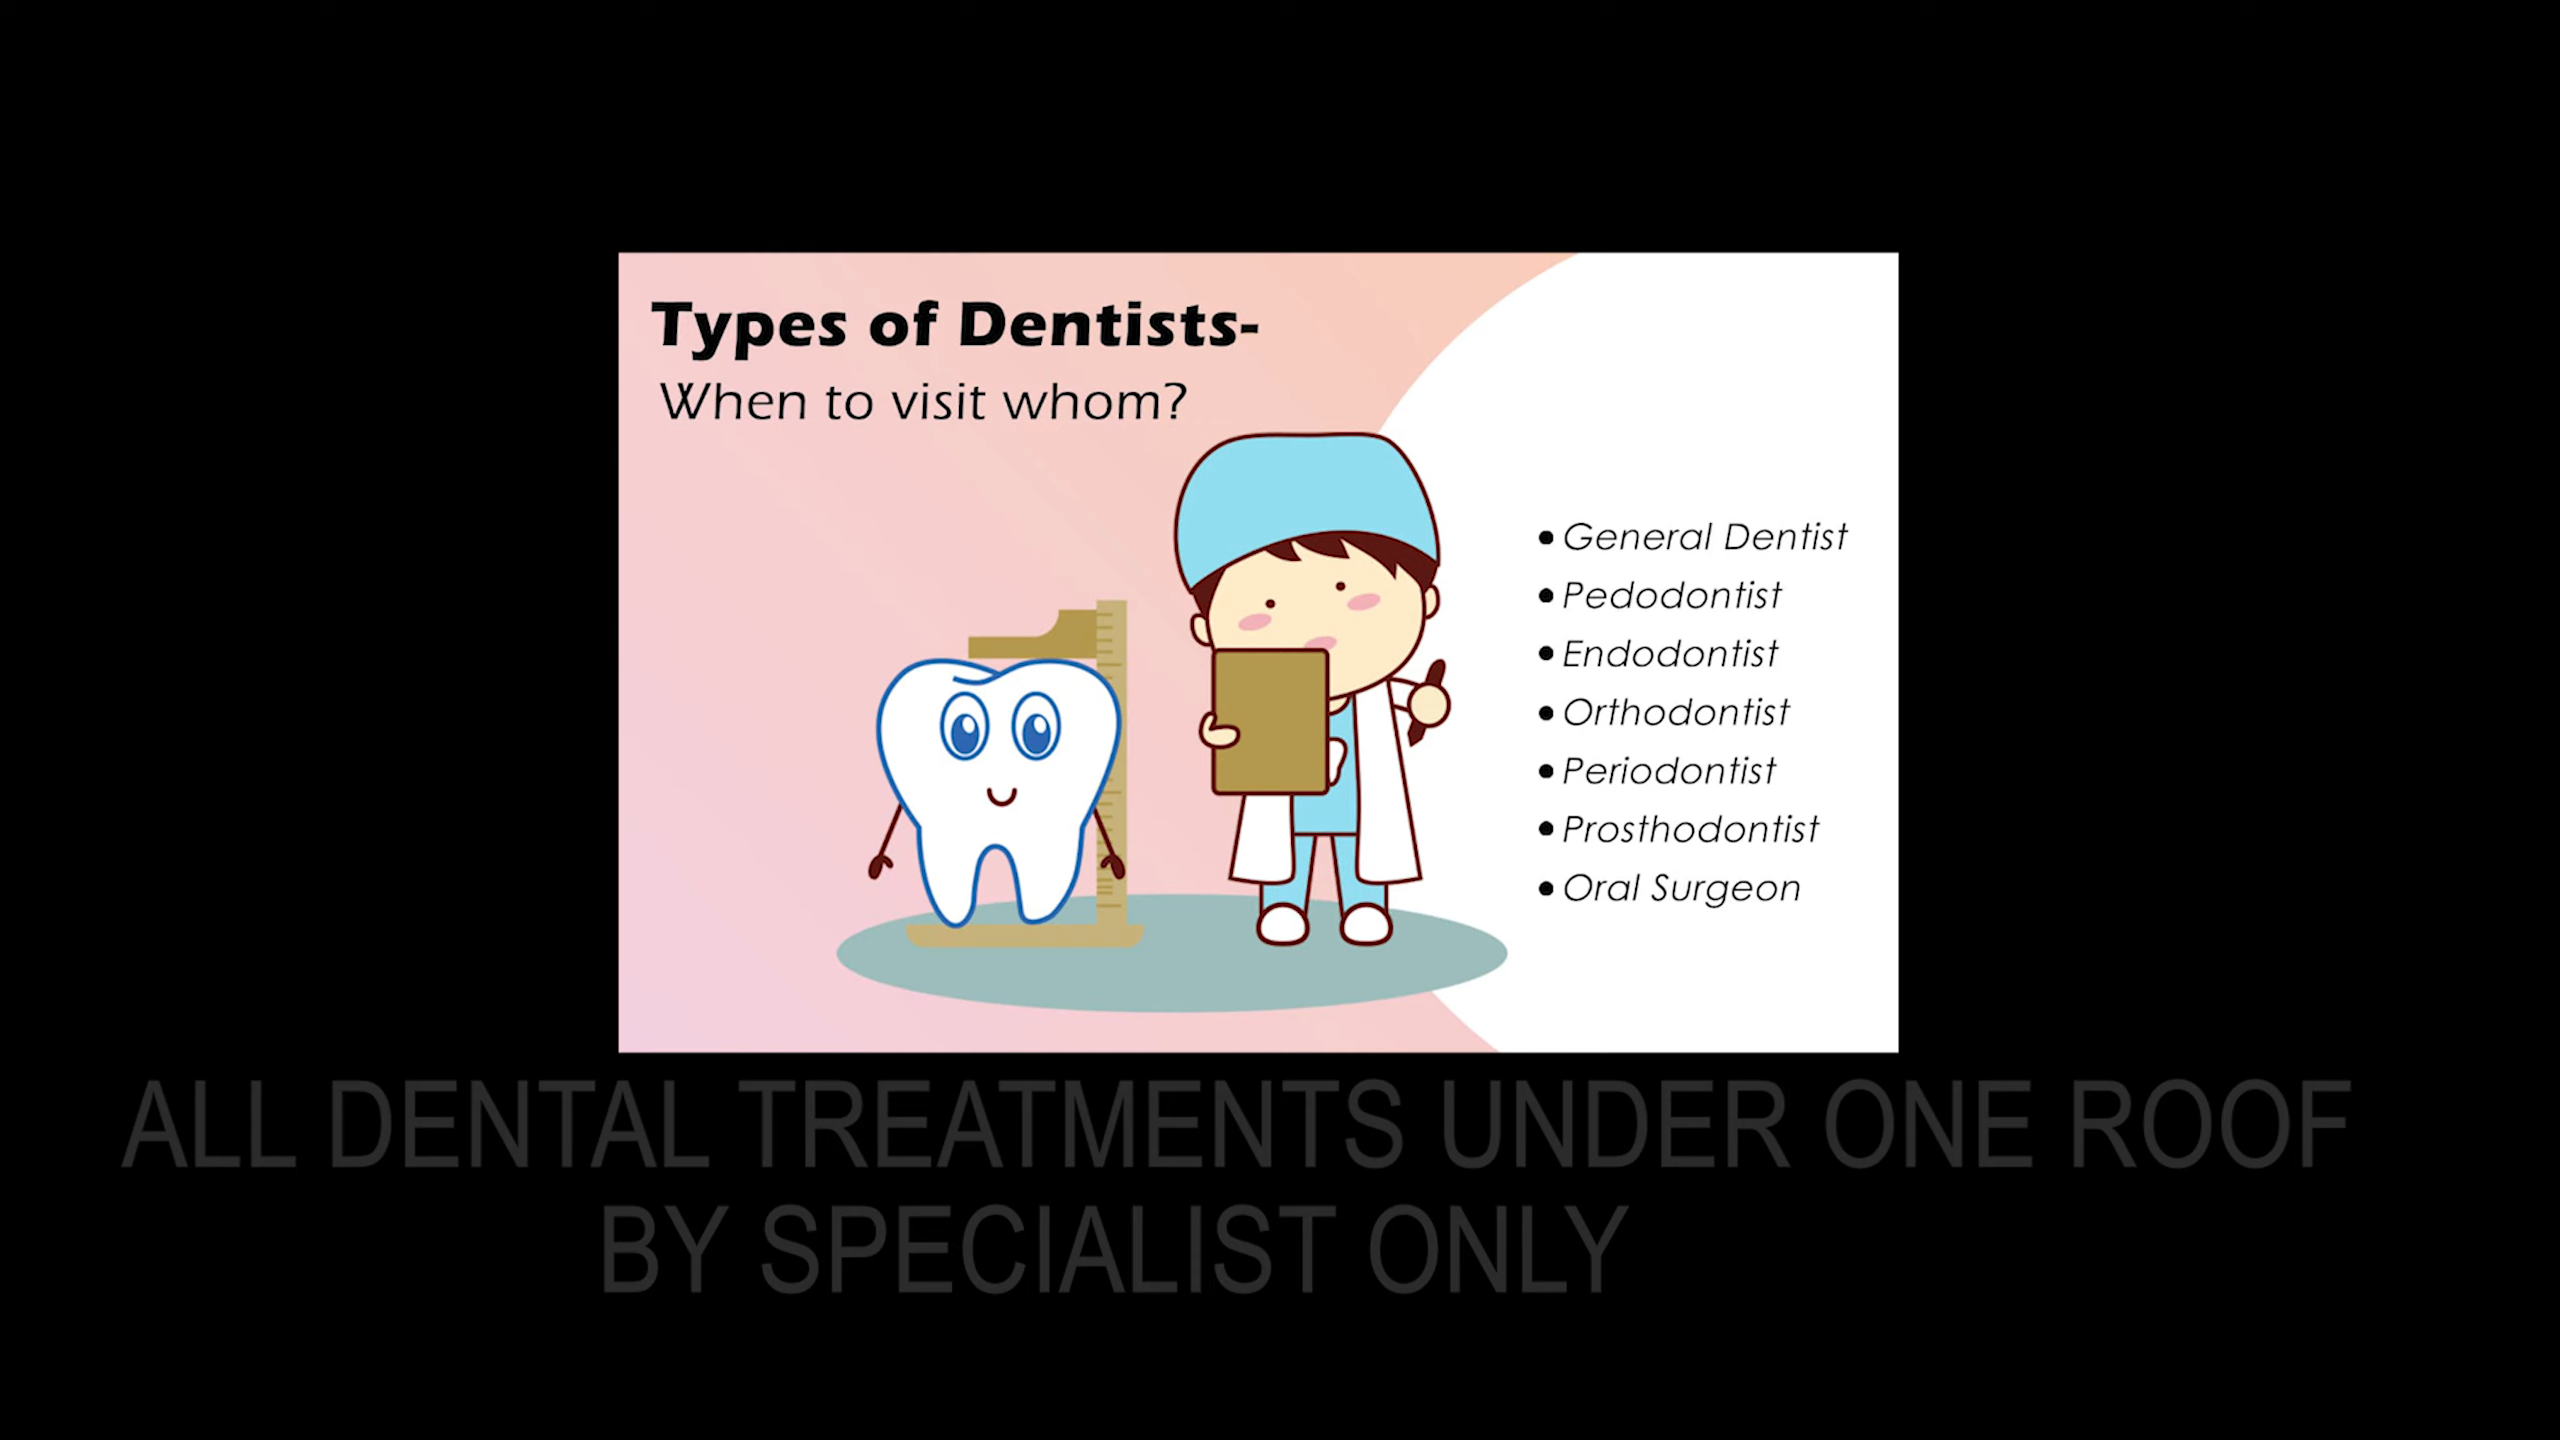 Types of Dentists-
When to visit whom?
• General Dentist
• Pedodontist
• Endodontist
• Orthodontist
• Periodontist
• Prosthodontist
• Oral Surgeon
ALL DENTAL TREATMENTS UNDER ONE ROOF
BY SPECIALIST ONLY